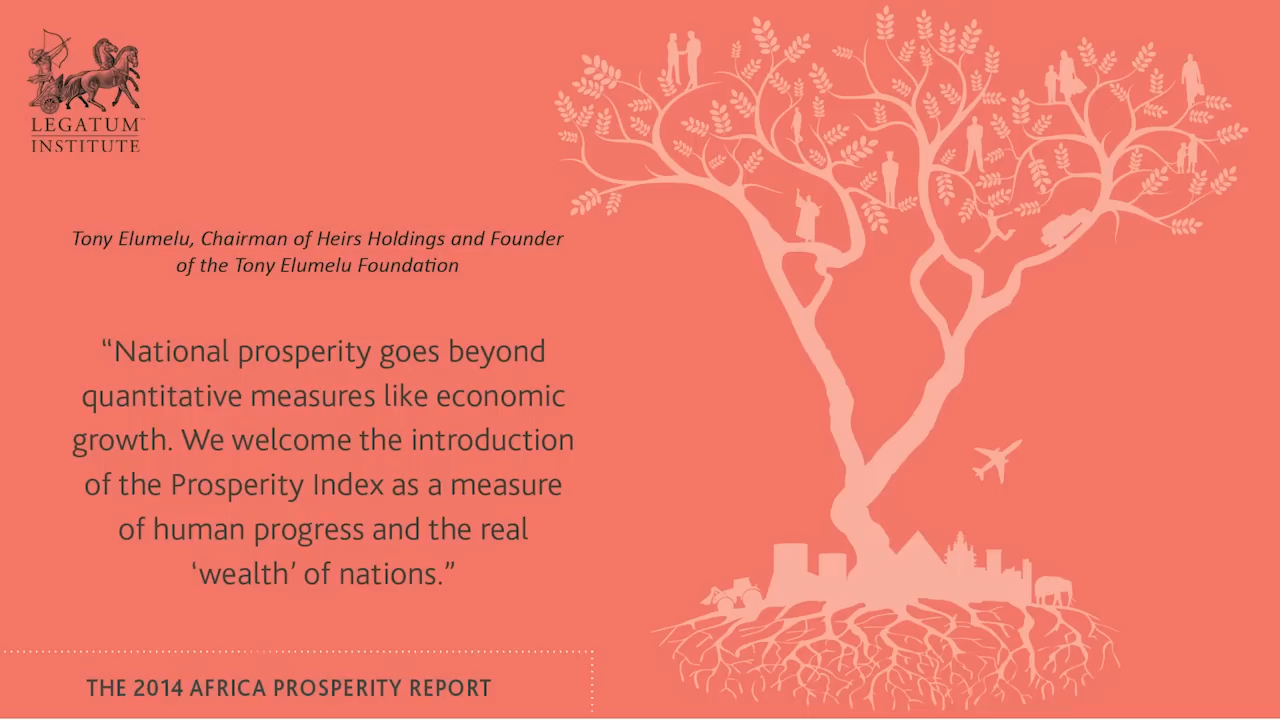 LEGATUM™
INSTITUTE
Tony Elumelu, Chairman of Heirs Holdings and Founder
of the Tony Elumelu Foundation
“National prosperity goes beyond
quantitative measures like economic
growth. We welcome the introduction
of the Prosperity Index as a measure
of human progress and the real
‘wealth’ of nations.”
THE 2014 AFRICA PROSPERITY REPORT